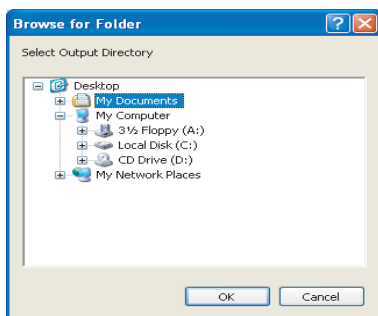 Browse for Folder
Select Output Directory
Desktop
My Documents
My Computer
3½ Floppy (A:)
Local Disk (C:)
CD Drive (D:)
My Network Places
OK Cancel